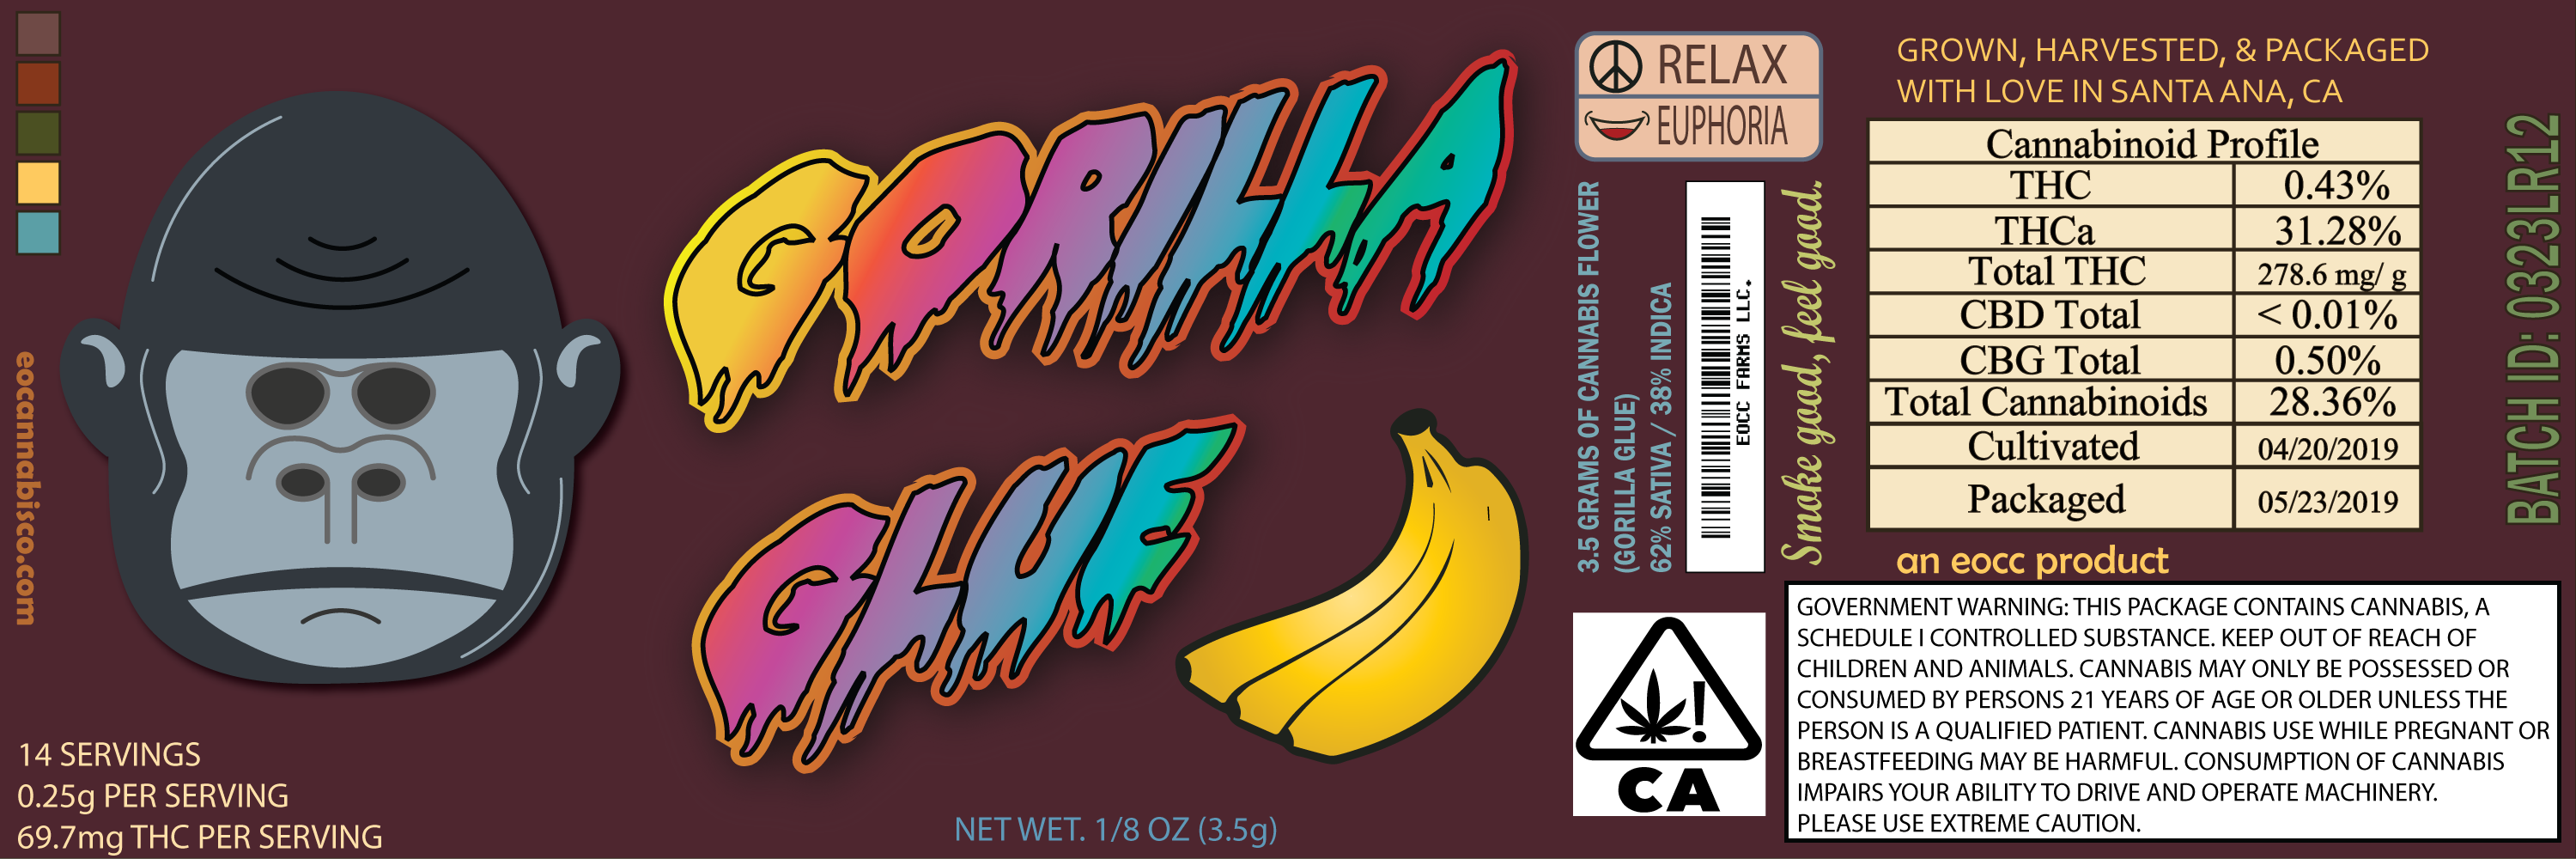 eocannabisco.com
14 SERVINGS
0.25g PER SERVING
69.7mg THC PER SERVING
GORILLA
GLUE
NET WET. 1/8 OZ (3.5g)
RELAX
EUPHORIA
3.5 GRAMS OF CANNABIS FLOWER
(GORILLA GLUE)
62% SATIVA / 38% INDICA
EOCC FARMS LLC.
Smoke good, feel good.
CA
GROWN, HARVESTED, & PACKAGED
WITH LOVE IN SANTA ANA, CA
Cannabinoid Profile
THC 0.43%
THCa 31.28%
Total THC 278.6 mg/ g
CBD Total < 0.01%
CBG Total 0.50%
Total Cannabinoids 28.36%
Cultivated 04/20/2019
Packaged 05/23/2019
an eocc product
BATCH ID: 0323LR12
GOVERNMENT WARNING: THIS PACKAGE CONTAINS CANNABIS, A
SCHEDULE I CONTROLLED SUBSTANCE. KEEP OUT OF REACH OF
CHILDREN AND ANIMALS. CANNABIS MAY ONLY BE POSSESSED OR
CONSUMED BY PERSONS 21 YEARS OF AGE OR OLDER UNLESS THE
PERSON IS A QUALIFIED PATIENT. CANNABIS USE WHILE PREGNANT OR
BREASTFEEDING MAY BE HARMFUL. CONSUMPTION OF CANNABIS
IMPAIRS YOUR ABILITY TO DRIVE AND OPERATE MACHINERY.
PLEASE USE EXTREME CAUTION.